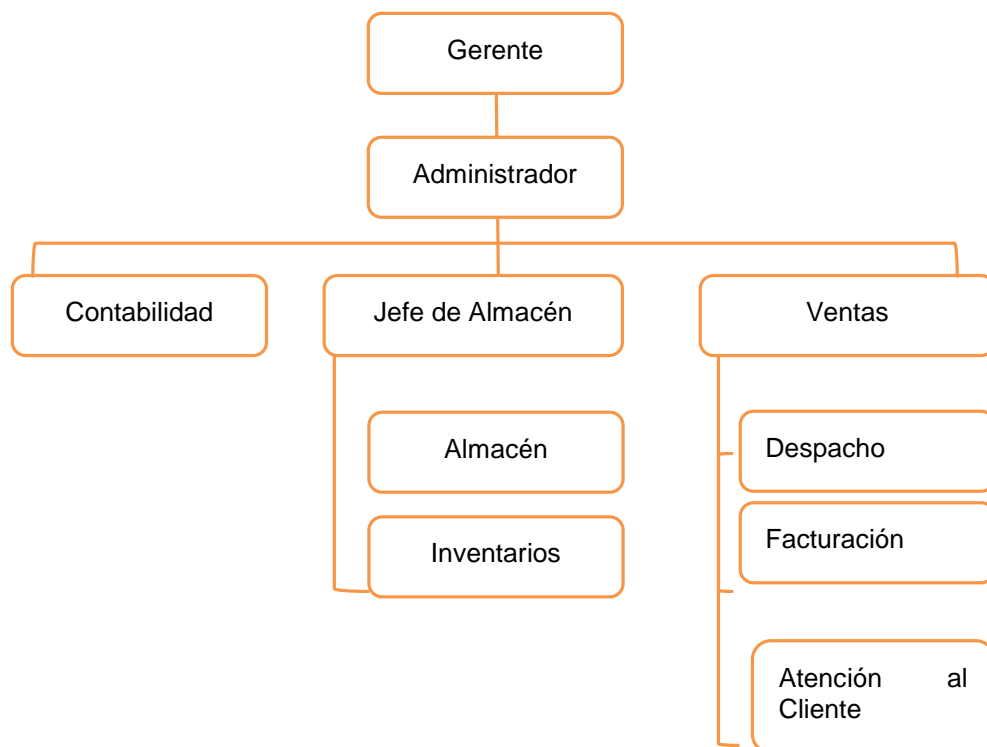 Gerente
Administrador
Contabilidad
Jefe de Almacén
Ventas
Almacén
Inventarios
Despacho
Facturación
Atención al
Cliente